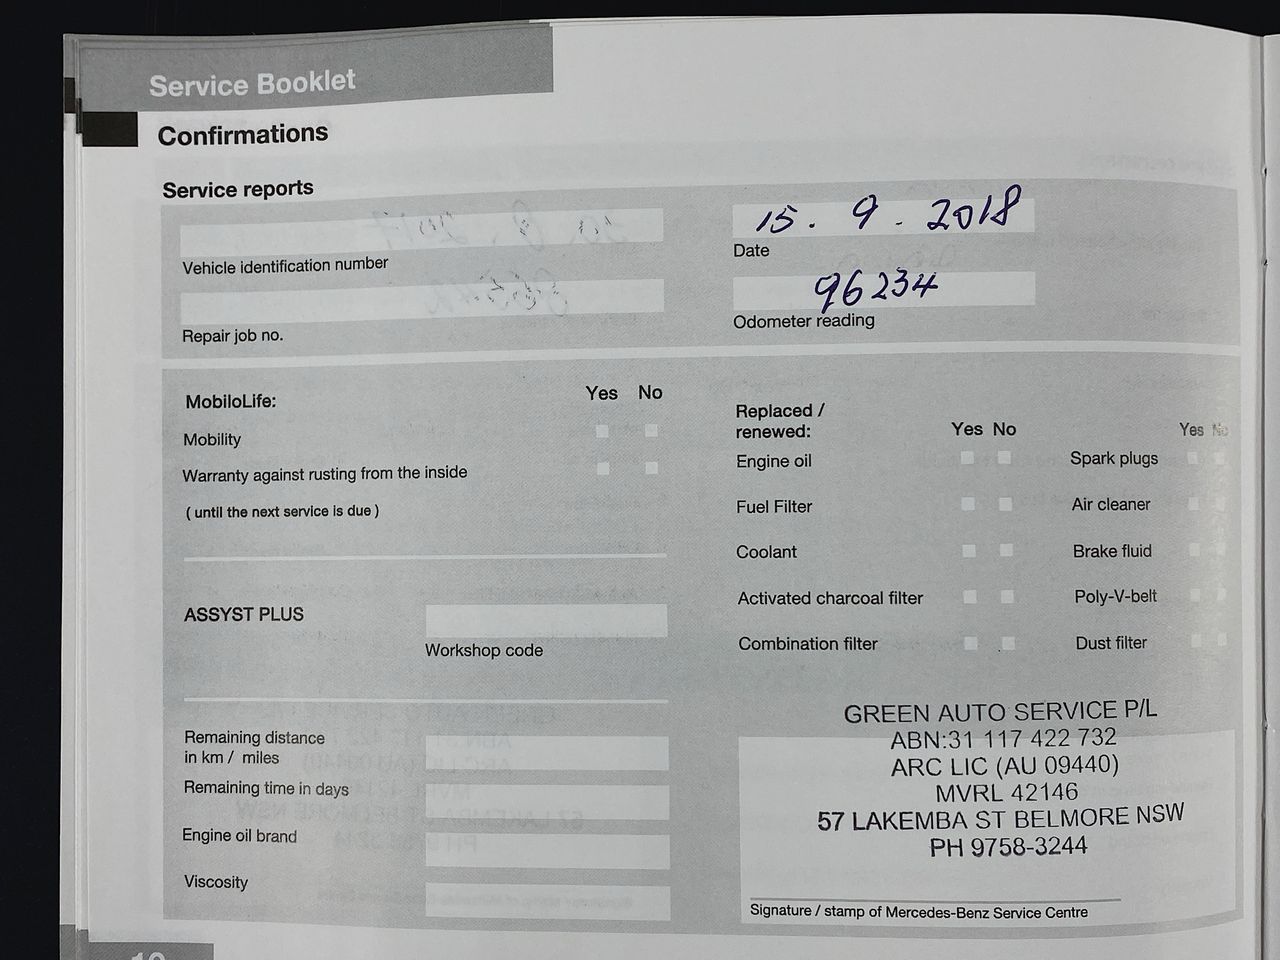 Service Booklet
Confirmations
Service reports
15. 9. 2018
Vehicle identification number
Date
96234
Repair job no.
Odometer reading
MobiloLife:
Yes No
Mobility
Warranty against rusting from the inside
( until the next service is due )
ASSYST PLUS
Workshop code
Remaining distance
in km / miles
Remaining time in days
Engine oil brand
Viscosity
Replaced /
renewed:
Yes No
Yes No
Engine oil
Spark plugs
Fuel Filter
Air cleaner
Coolant
Brake fluid
Activated charcoal filter
Poly-V-belt
Combination filter
Dust filter
GREEN AUTO SERVICE P/L
ABN:31 117 422 732
ARC LIC (AU 09440)
MVRL 42146
57 LAKEMBA ST BELMORE NSW
PH 9758-3244
Signature / stamp of Mercedes-Benz Service Centre